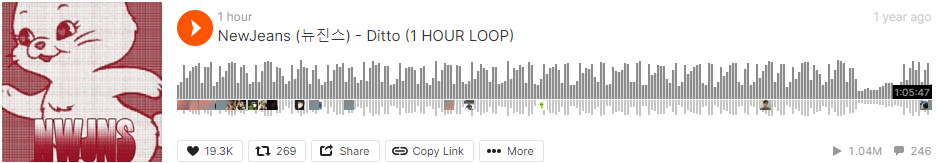 NWJNS
1 hour
1 year ago
NewJeans (뉴진스) - Ditto (1 HOUR LOOP)
1:05:47
19.3K 269 Share Copy Link More 1.04M 246